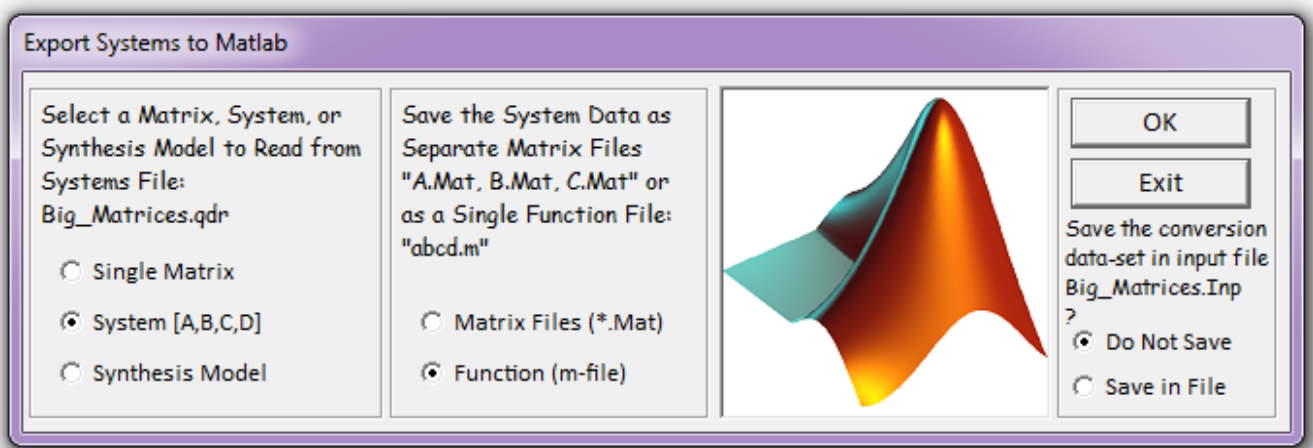 Export Systems to Matlab
Select a Matrix, System, or
Synthesis Model to Read from
Systems File:
Big_Matrices.qdr
Single Matrix
System [A,B,C,D]
Synthesis Model
Save the System Data as
Separate Matrix Files
"A.Mat, B.Mat, C.Mat" or
as a Single Function File:
"abcd.m"
Matrix Files (*.Mat)
Function (m-file)
OK
Exit
Save the conversion
data-set in input file
Big_Matrices.Inp
?
Do Not Save
Save in File